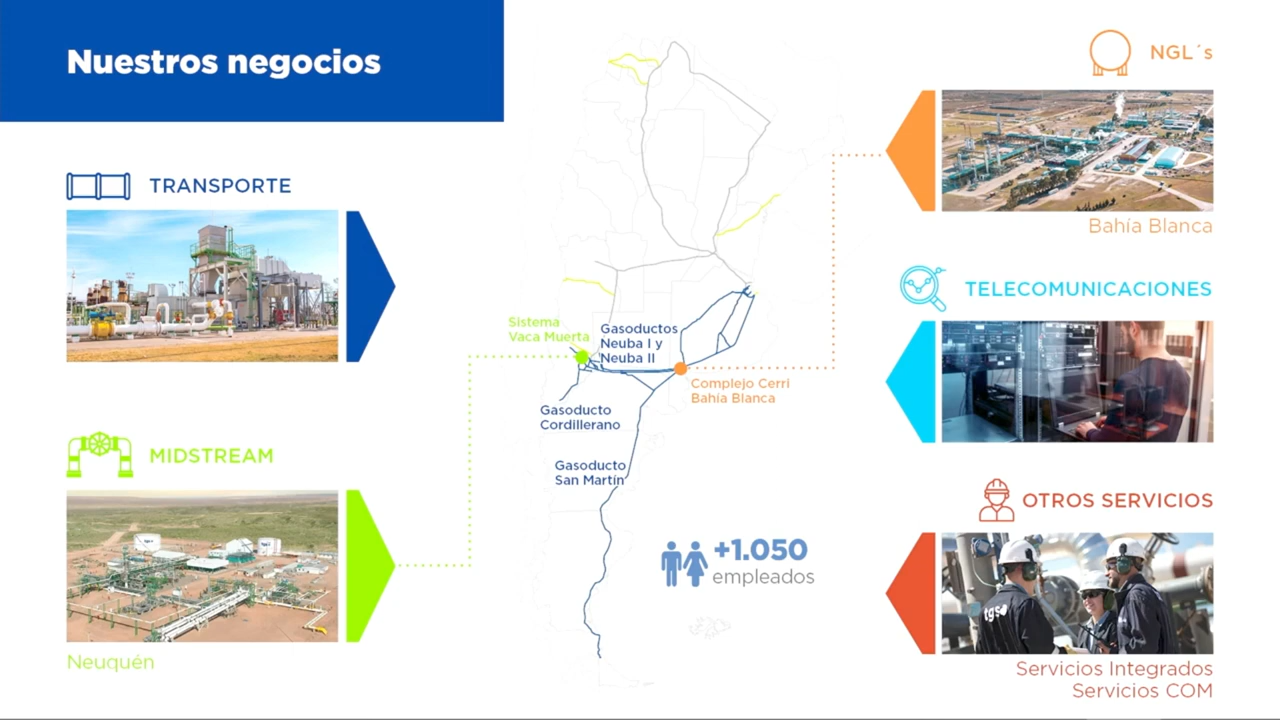 Nuestros negocios
TRANSPORTE
MIDSTREAM
Neuquén
Sistema
Vaca Muerta
Gasoductos
Neuba I y
Neuba II
Gasoducto
Cordillerano
Gasoducto
San Martín
Complejo Cerri
Bahía Blanca
+1.050
empleados
NGL´s
Bahía Blanca
TELECOMUNICACIONES
OTROS SERVICIOS
tgs
Servicios Integrados
Servicios COM